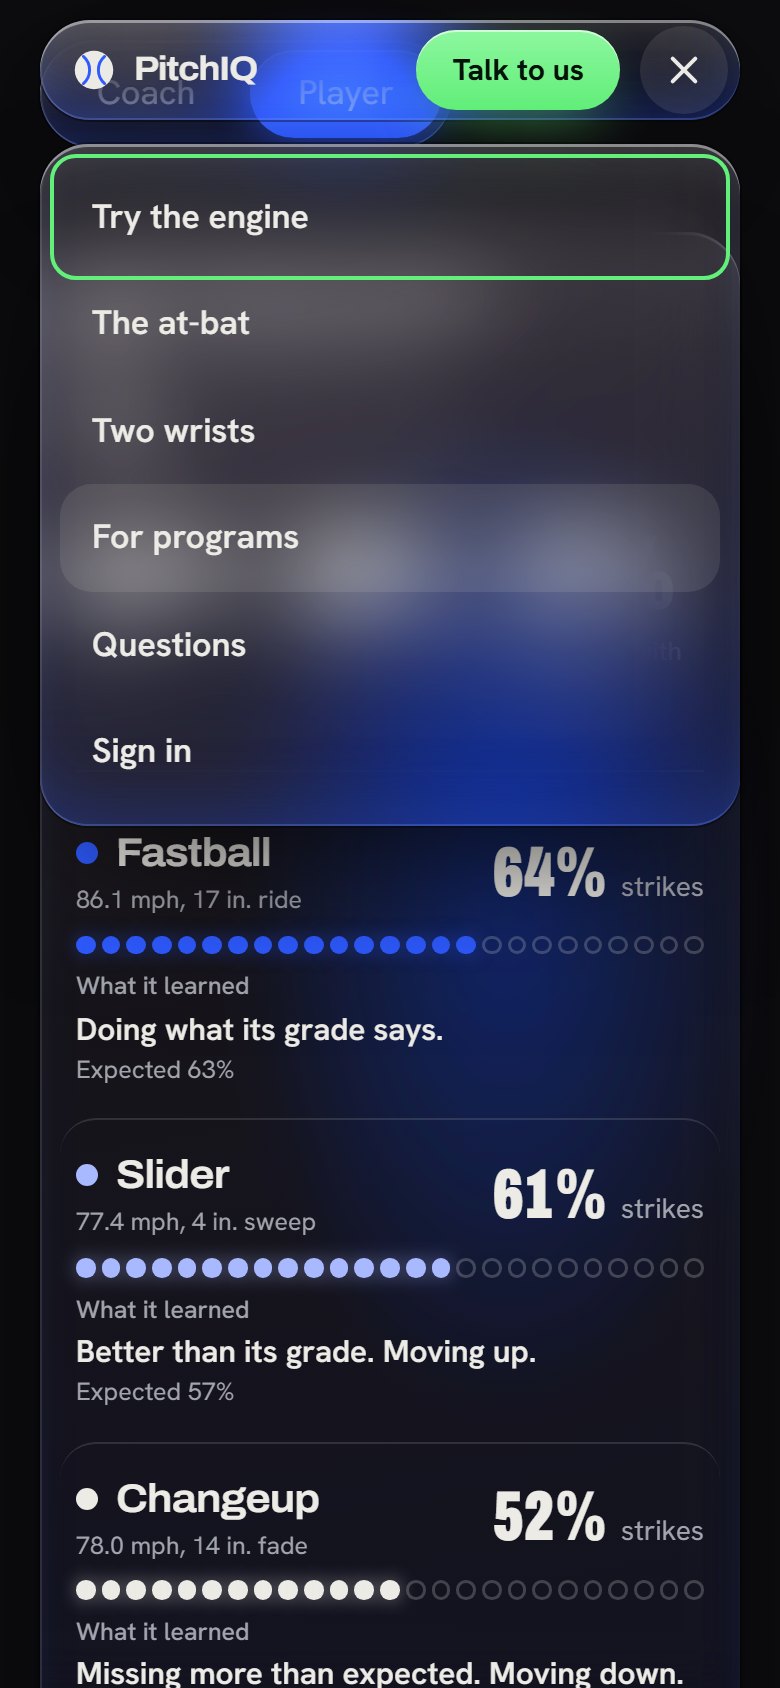 PitchIQ
Talk to us
Coach
Player
Try the engine
The at-bat
Two wrists
For programs
Questions
Sign in
Fastball
64% strikes
86.1 mph, 17 in. ride
What it learned
Doing what its grade says.
Expected 63%
Slider
61% strikes
77.4 mph, 4 in. sweep
What it learned
Better than its grade. Moving up.
Expected 57%
Changeup
52% strikes
78.0 mph, 14 in. fade
What it learned
Missing more than expected. Moving down.